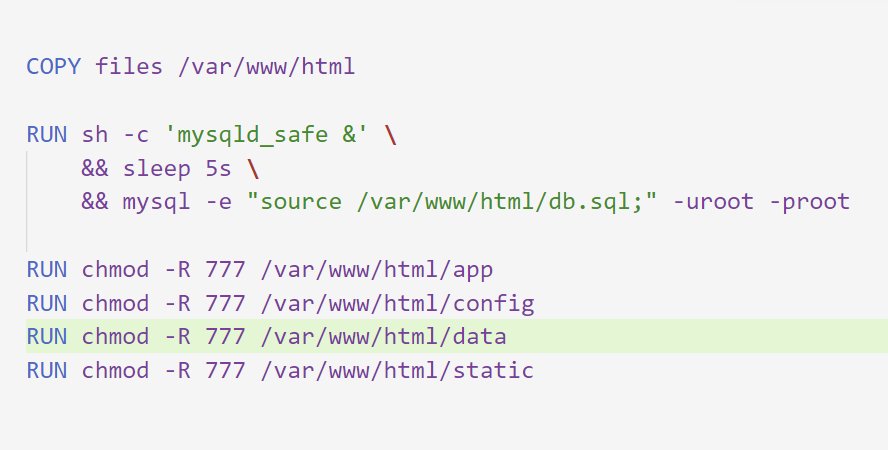 COPY files /var/www/html
RUN sh -c 'mysqld_safe &' \
&& sleep 5s \
&& mysql -e "source /var/www/html/db.sql;" -uroot -proot
RUN chmod -R 777 /var/www/html/app
RUN chmod -R 777 /var/www/html/config
RUN chmod -R 777 /var/www/html/data
RUN chmod -R 777 /var/www/html/static